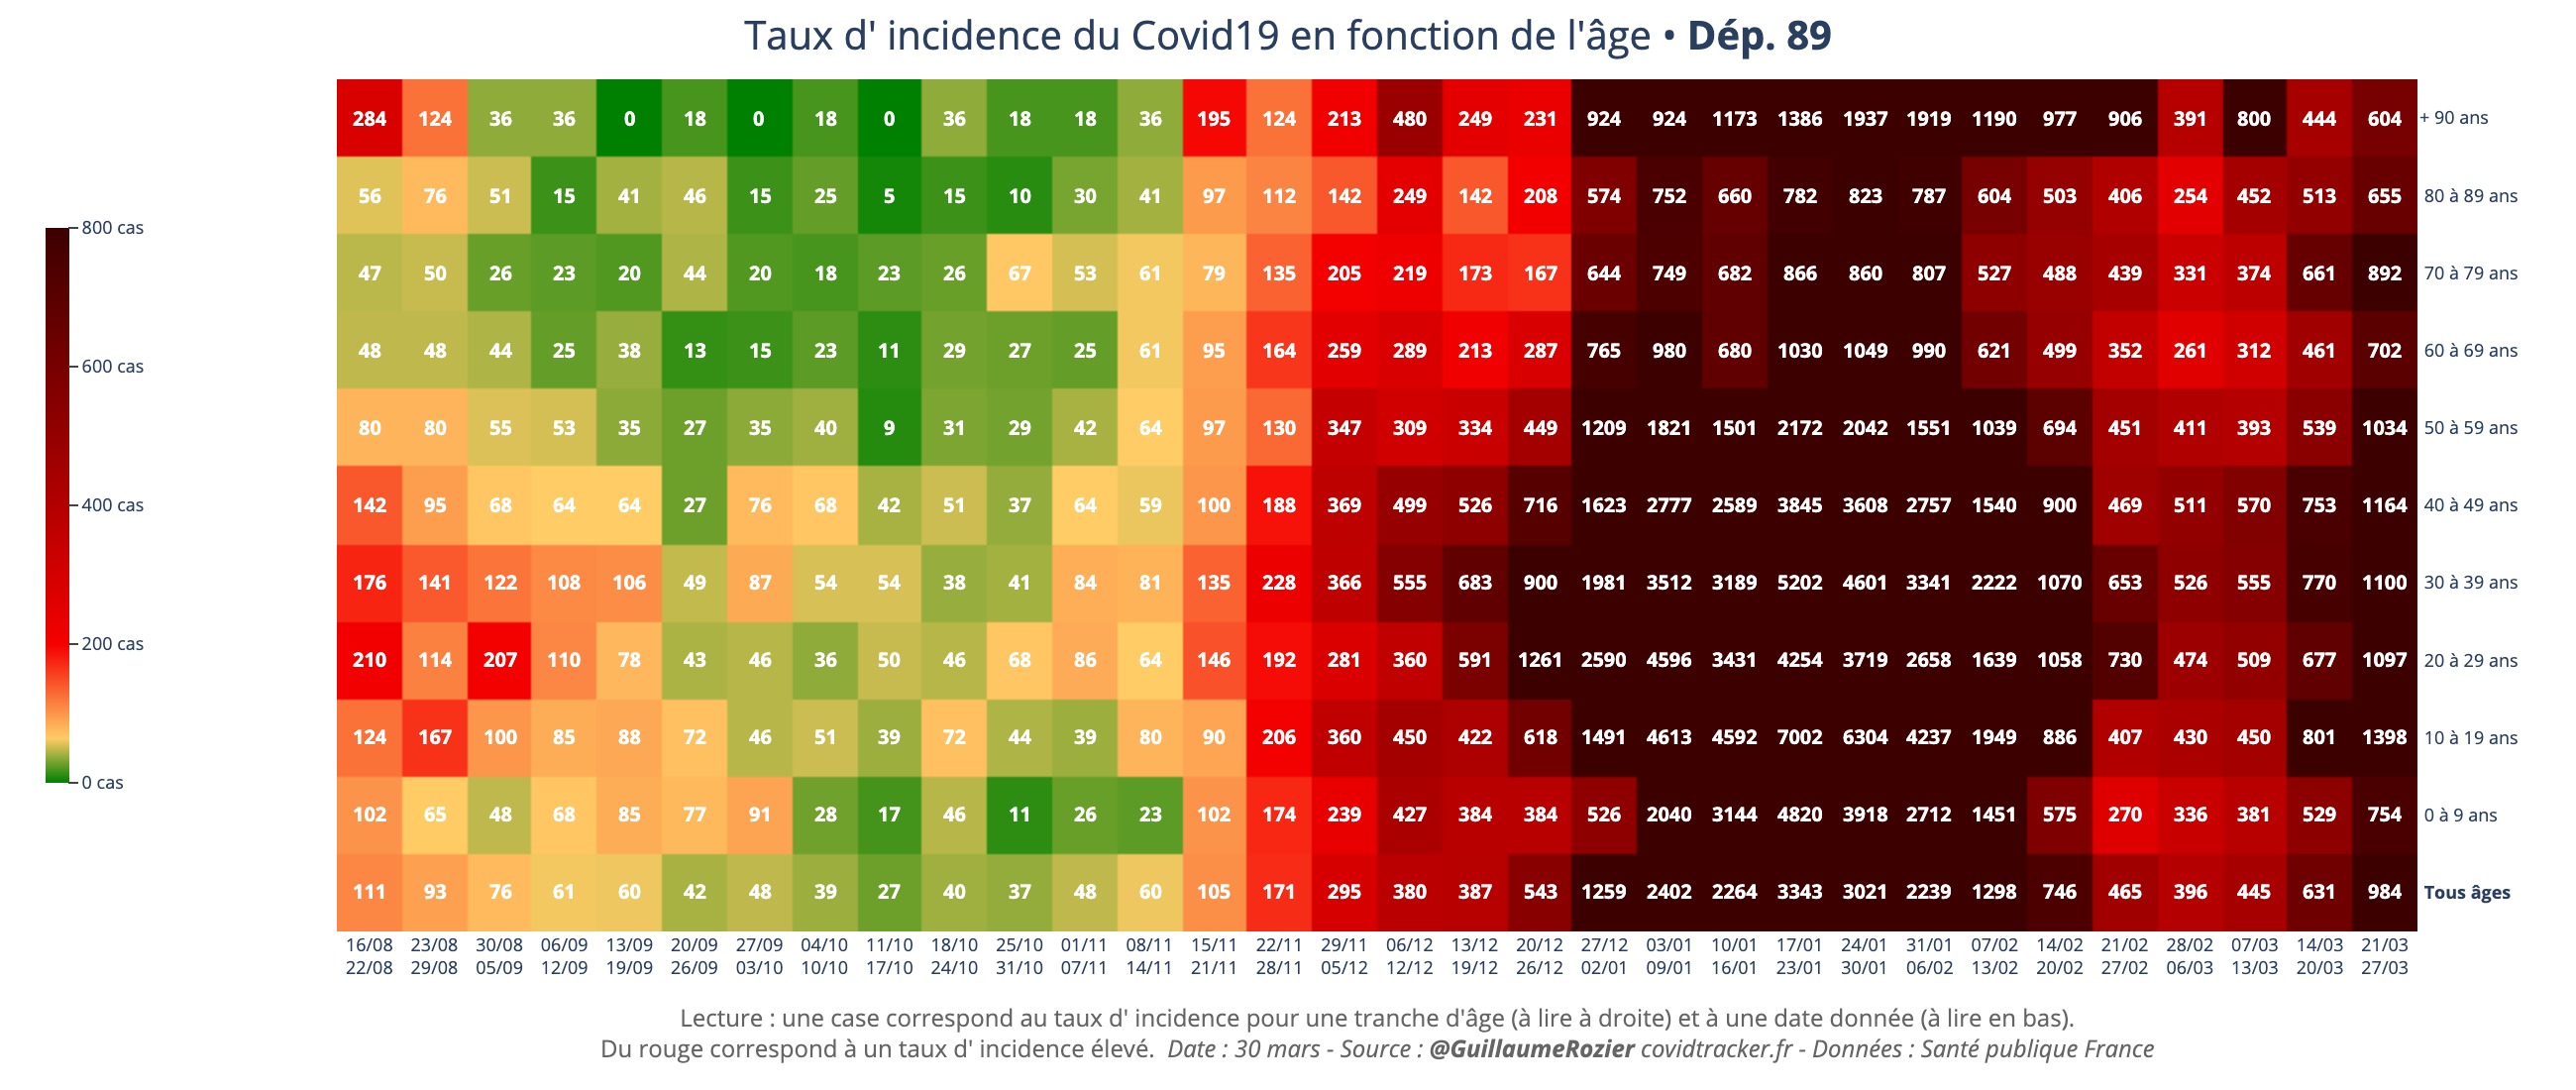 Taux d' incidence du Covid19 en fonction de l'âge • Dép. 89
284 124 36 36 0 18 0 18 0 36 18 18 36 195 124 213 480 249 231 924 924 1173 1386 1937 1919 1190 977 906 391 800 444 604 + 90 ans
56 76 51 15 41 46 15 25 5 15 10 30 41 97 112 142 249 142 208 574 752 660 782 823 787 604 503 406 254 452 513 655 80 à 89 ans
47 50 26 23 20 44 20 18 23 26 67 53 61 79 135 205 219 173 167 644 749 682 866 860 807 527 488 439 331 374 661 892 70 à 79 ans
48 48 44 25 38 13 15 23 11 29 27 25 61 95 164 259 289 213 287 765 980 680 1030 1049 990 621 499 352 261 312 461 702 60 à 69 ans
80 80 55 53 35 27 35 40 9 31 29 42 64 97 130 347 309 334 449 1209 1821 1501 2172 2042 1551 1039 694 451 411 393 539 1034 50 à 59 ans
142 95 68 64 64 27 76 68 42 51 37 64 59 100 188 369 499 526 716 1623 2777 2589 3845 3608 2757 1540 900 469 511 570 753 1164 40 à 49 ans
176 141 122 108 106 49 87 54 54 38 41 84 81 135 228 366 555 683 900 1981 3512 3189 5202 4601 3341 2222 1070 653 526 555 770 1100 30 à 39 ans
210 114 207 110 78 43 46 36 50 46 68 86 64 146 192 281 360 591 1261 2590 4596 3431 4254 3719 2658 1639 1058 730 474 509 677 1097 20 à 29 ans
124 167 100 85 88 72 46 51 39 72 44 39 80 90 206 360 450 422 618 1491 4613 4592 7002 6304 4237 1949 886 407 430 450 801 1398 10 à 19 ans
102 65 48 68 85 77 91 28 17 46 11 26 23 102 174 239 427 384 384 526 2040 3144 4820 3918 2712 1451 575 270 336 381 529 754 0 à 9 ans
111 93 76 61 60 42 48 39 27 40 37 48 60 105 171 295 380 387 543 1259 2402 2264 3343 3021 2239 1298 746 465 396 445 631 984 Tous âges
16/08 23/08 30/08 06/09 13/09 20/09 27/09 04/10 11/10 18/10 25/10 01/11 08/11 15/11 22/11 29/11 06/12 13/12 20/12 27/12 03/01 10/01 17/01 24/01 31/01 07/02 14/02 21/02 28/02 07/03 14/03 21/03
22/08 29/08 05/09 12/09 19/09 26/09 03/10 10/10 17/10 24/10 31/10 07/11 14/11 21/11 28/11 05/12 12/12 19/12 26/12 02/01 09/01 16/01 23/01 30/01 06/02 13/02 20/02 27/02 06/03 13/03 20/03 27/03
800 cas
600 cas
400 cas
200 cas
0 cas
Lecture : une case correspond au taux d' incidence pour une tranche d'âge (à lire à droite) et à une date donnée (à lire en bas).
Du rouge correspond à un taux d' incidence élevé. Date : 30 mars - Source : @GuillaumeRozier covidtracker.fr - Données : Santé publique France